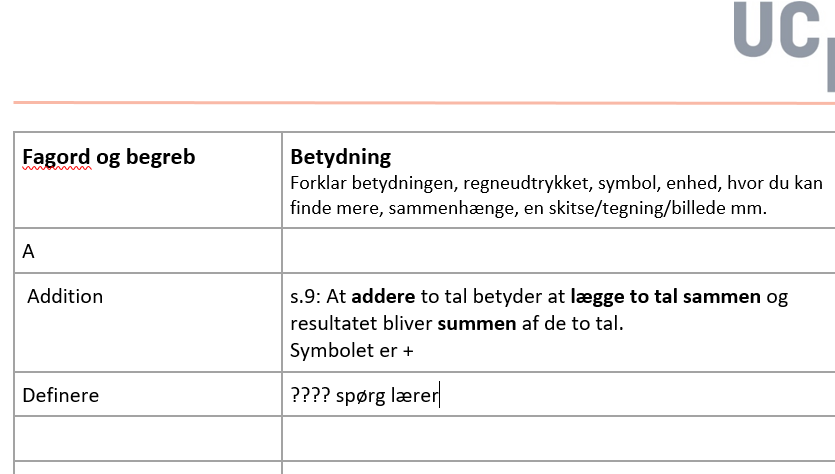 UC
Fagord og begreb
Betydning
Forklar betydningen, regneudtrykket, symbol, enhed, hvor du kan
finde mere, sammenhænge, en skitse/tegning/billede mm.
A
Addition
s.9: At addere to tal betyder at lægge to tal sammen og
resultatet bliver summen af de to tal.
Symbolet er +
Definere
???? spørg lærer